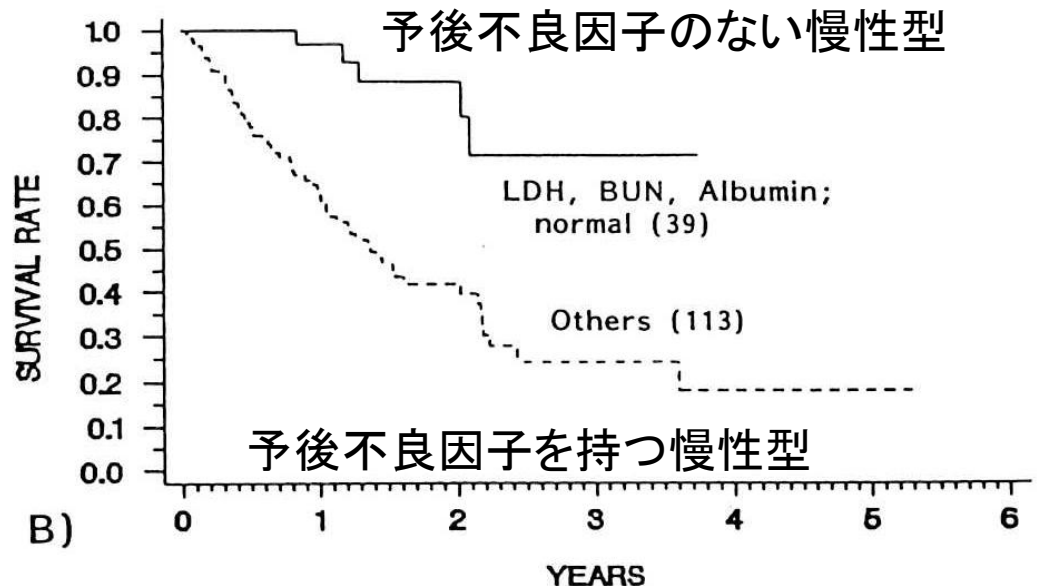 予後不良因子のない慢性型
1.0
0.9
0.8
0.7
0.6
0.5
0.4
0.3
0.2
0.1
0.0
SURVIVAL RATE
LDH, BUN, Albumin;
normal (39)
Others (113)
予後不良因子を持つ慢性型
B)
0 1 2 3 4 5 6
YEARS